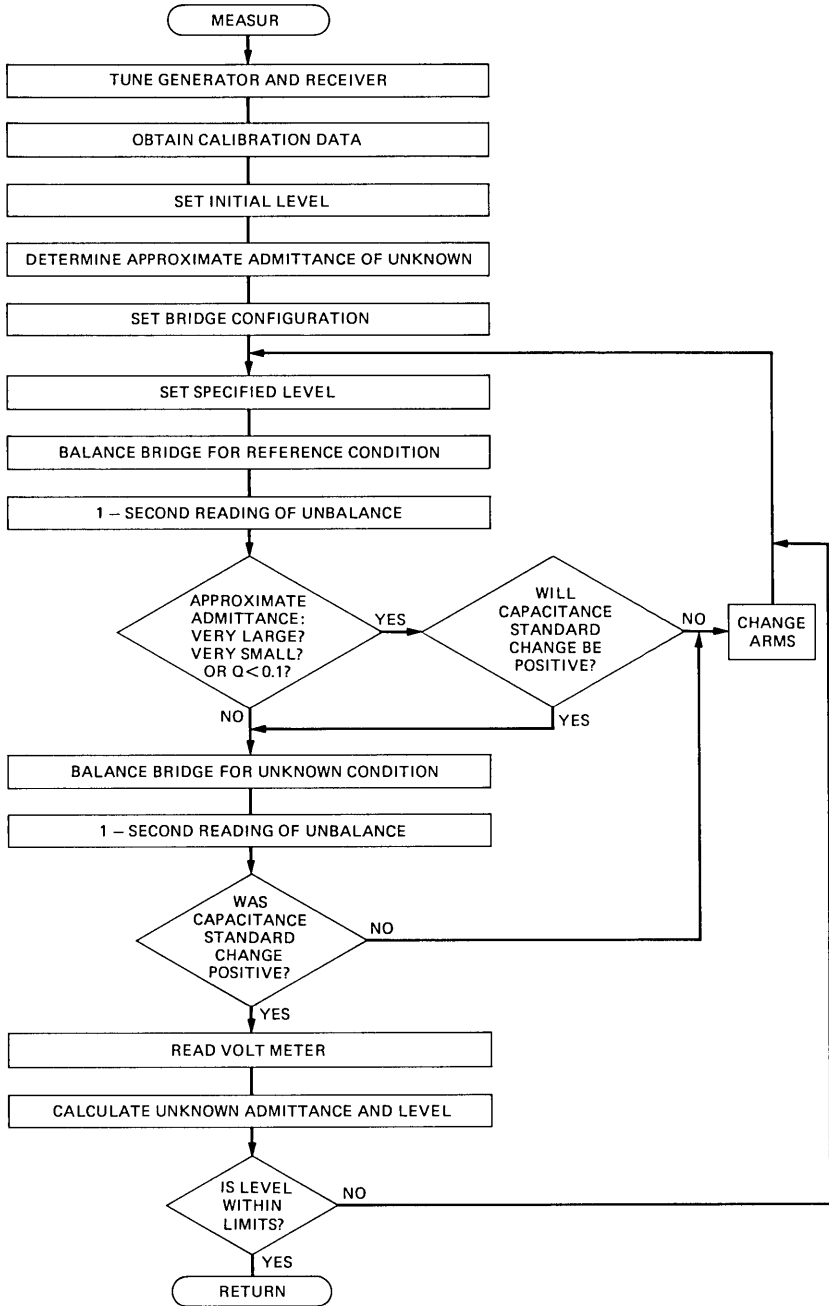 MEASUR
TUNE GENERATOR AND RECEIVER
OBTAIN CALIBRATION DATA
SET INITIAL LEVEL
DETERMINE APPROXIMATE ADMITTANCE OF UNKNOWN
SET BRIDGE CONFIGURATION
SET SPECIFIED LEVEL
BALANCE BRIDGE FOR REFERENCE CONDITION
1 – SECOND READING OF UNBALANCE
APPROXIMATE
ADMITTANCE:
VERY LARGE?
VERY SMALL?
OR Q<0.1?
YES
NO
WILL
CAPACITANCE
STANDARD
CHANGE BE
POSITIVE?
NO
YES
CHANGE
ARMS
BALANCE BRIDGE FOR UNKNOWN CONDITION
1 – SECOND READING OF UNBALANCE
WAS
CAPACITANCE
STANDARD
CHANGE
POSITIVE?
NO
YES
READ VOLT METER
CALCULATE UNKNOWN ADMITTANCE AND LEVEL
IS LEVEL
WITHIN
LIMITS?
NO
YES
RETURN